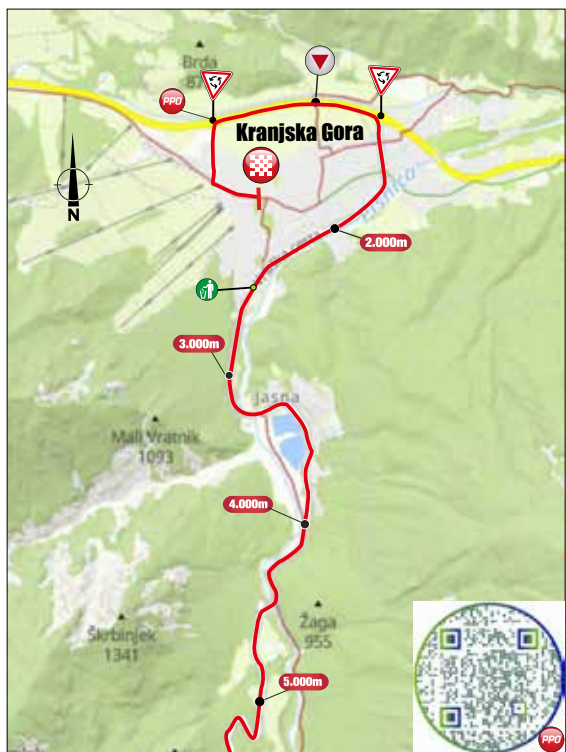 Brda
PPO
Kranjska Gora
N
Pišnica
2.000m
3.000m
Jasna
Mali Vratnik
1093
4.000m
Škrbinjek
1341
Žaga
955
5.000m
PPO